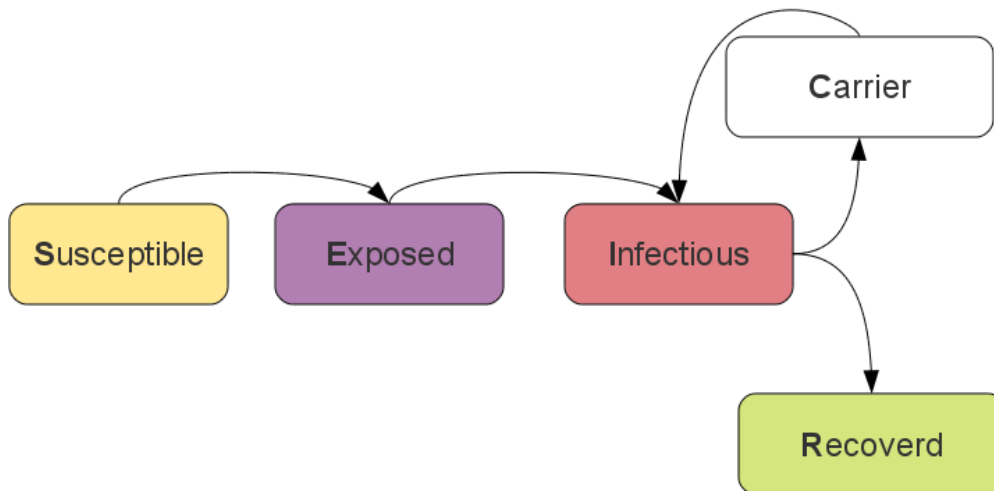 Carrier
Susceptible
Exposed
Infectious
Recoverd